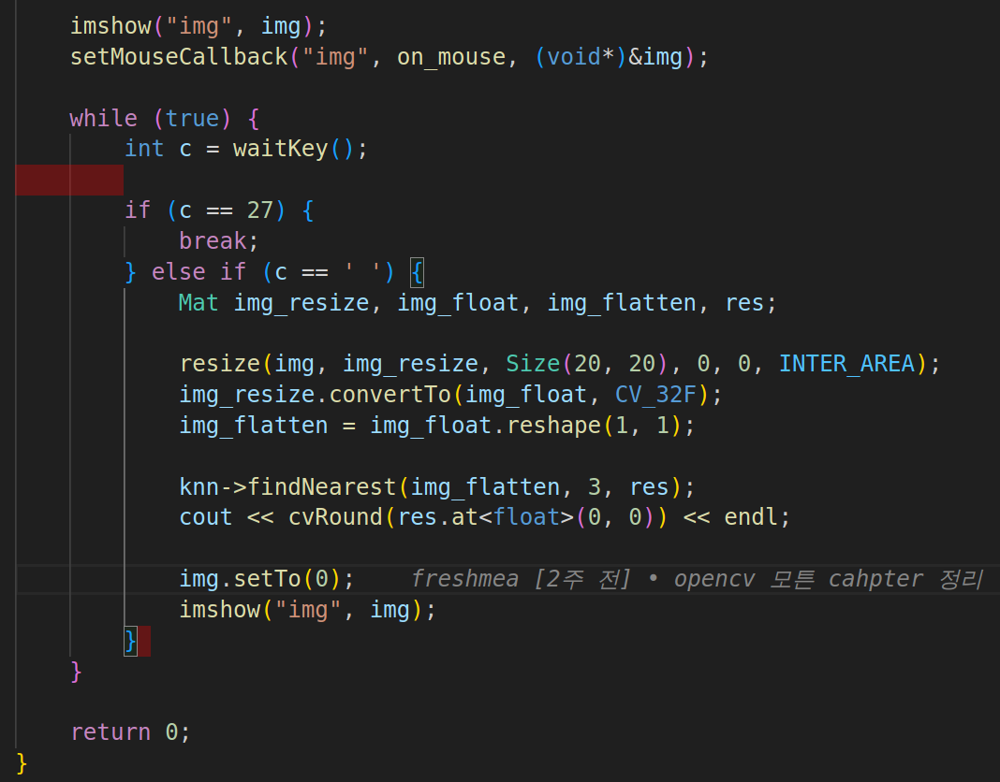 imshow("img", img);
setMouseCallback("img", on_mouse, (void*)&img);
while (true) {
int c = waitKey();
if (c == 27) {
break;
} else if (c == ' ') {
Mat img_resize, img_float, img_flatten, res;
resize(img, img_resize, Size(20, 20), 0, 0, INTER_AREA);
img_resize.convertTo(img_float, CV_32F);
img_flatten = img_float.reshape(1, 1);
knn->findNearest(img_flatten, 3, res);
cout << cvRound(res.at<float>(0, 0)) << endl;
img.setTo(0); freshmea [2주 전] • opencv 모든 cahpter 정리
imshow("img", img);
}
}
return 0;
}